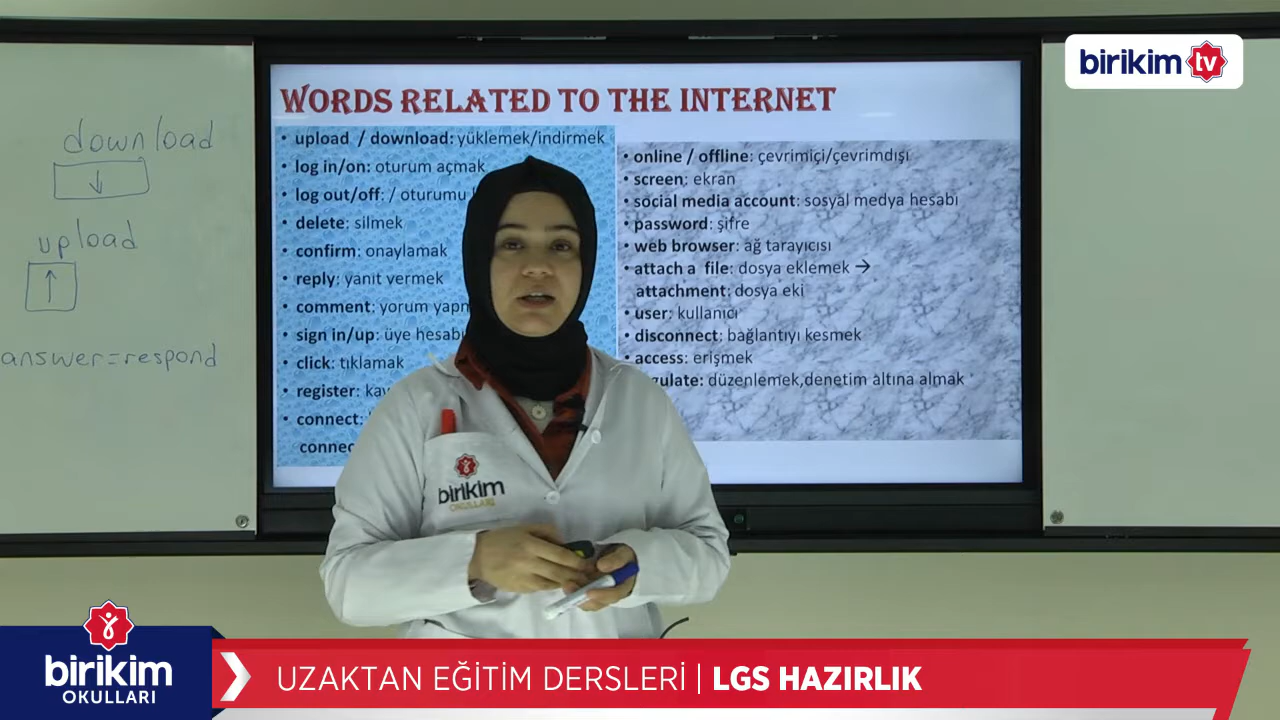 birikim tv
WORDS RELATED TO THE INTERNET
download
upload
answer=respond
• upload / download: yüklemek/indirmek
• log in/on: oturum açmak
• log out/off: / oturumu
• delete: silmek
• confirm: onaylamak
• reply: yanıt vermek
• comment: yorum
• sign in/up: üye
• click: tıklamak
• register:
• connect:
• online / offline: çevrimiçi/çevrimdışı
• screen: ekran
• social media account: sosyal medya hesabı
• password: şifre
• web browser: ağ tarayıcısı
• attach a file: dosya eklemek →
attachment: dosya eki
• user: kullanıcı
• disconnect: bağlantıyı kesmek
• access: erişmek
düzenlemek,denetim altına almak
birikim
OKULLARI
birikim
OKULLARI
UZAKTAN EĞİTİM DERSLERİ | LGS HAZIRLIK